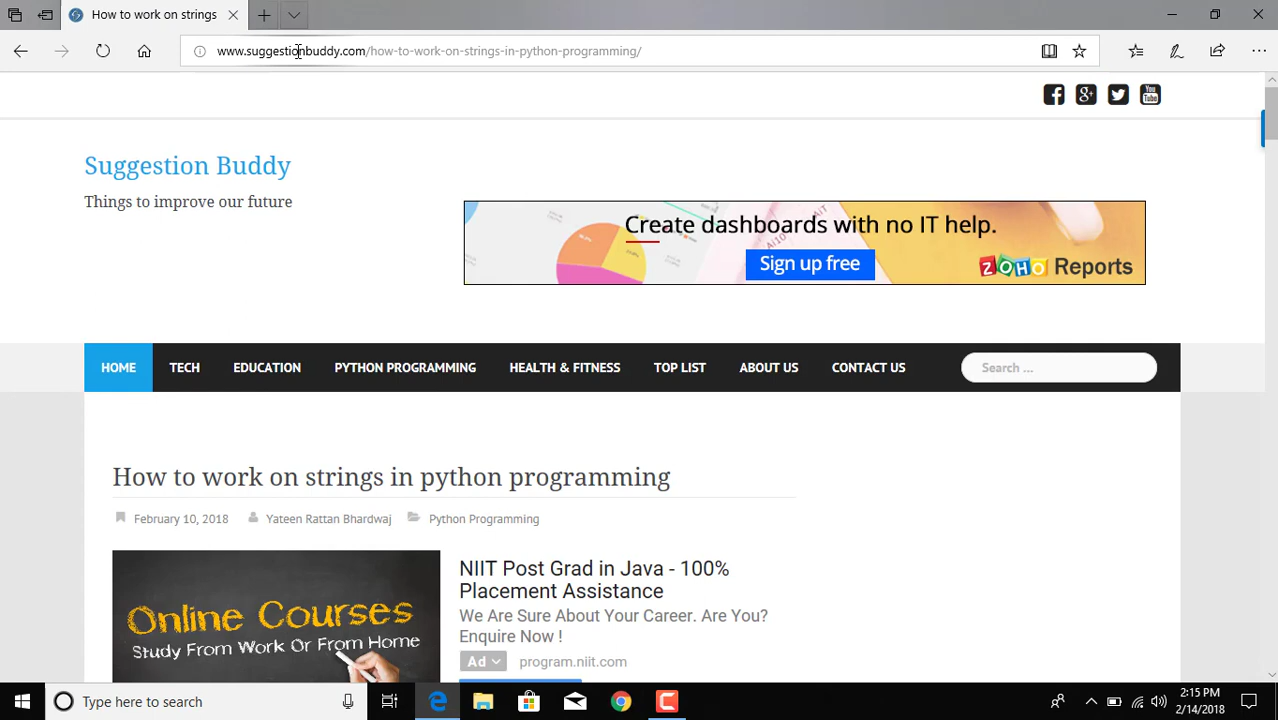 How to work on strings
www.suggestionbuddy.com/how-to-work-on-strings-in-python-programming/
Suggestion Buddy
Things to improve our future
Create dashboards with no IT help.
Sign up free
ZOHO Reports
HOME TECH EDUCATION PYTHON PROGRAMMING HEALTH & FITNESS TOP LIST ABOUT US CONTACT US Search ...
How to work on strings in python programming
February 10, 2018 Yateen Rattan Bhardwaj Python Programming
Online Courses
Study From Work Or From Home
NIIT Post Grad in Java - 100%
Placement Assistance
We Are Sure About Your Career. Are You?
Enquire Now !
Ad program.niit.com
Type here to search
2:15 PM
2/14/2018